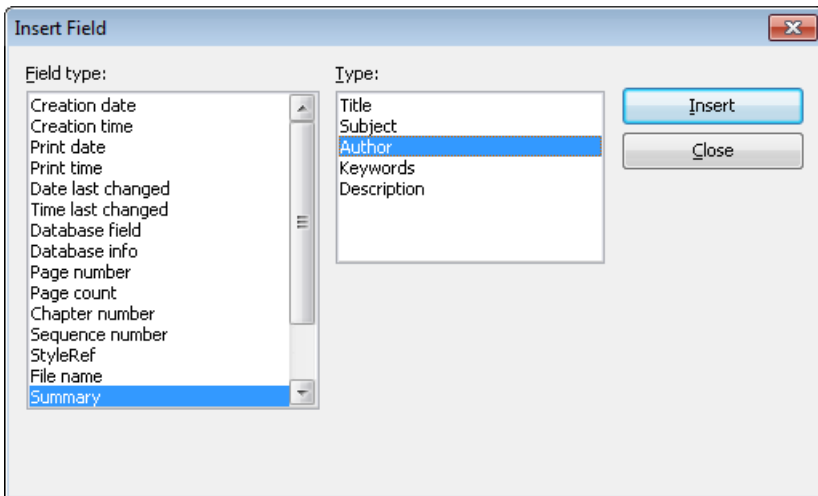 Insert Field
Field type:
Creation date
Creation time
Print date
Print time
Date last changed
Time last changed
Database field
Database info
Page number
Page count
Chapter number
Sequence number
StyleRef
File name
Summary
Type:
Title
Subject
Author
Keywords
Description
Insert
Close